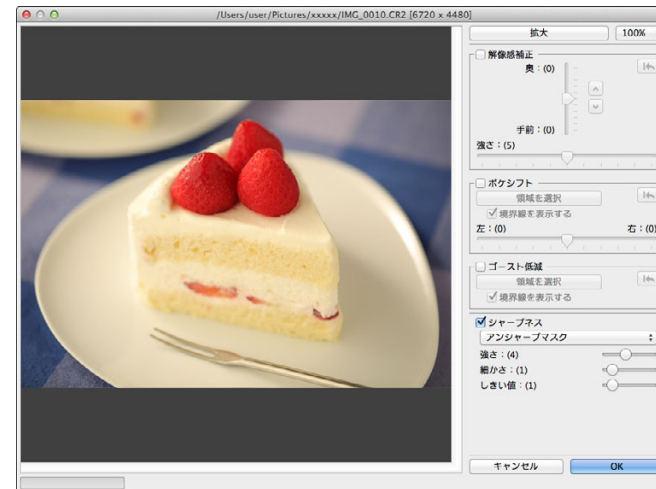 /Users/user/Pictures/xxxxx/IMG_0010.CR2 [6720 x 4480]
拡大
100%
解像感補正
奥：(0)
手前：(0)
強さ：(5)
ボケシフト
領域を選択
境界線を表示する
左：(0) 右：(0)
ゴースト低減
領域を選択
境界線を表示する
シャープネス
アンシャープマスク
強さ：(4)
細かさ：(1)
しきい値：(1)
キャンセル OK